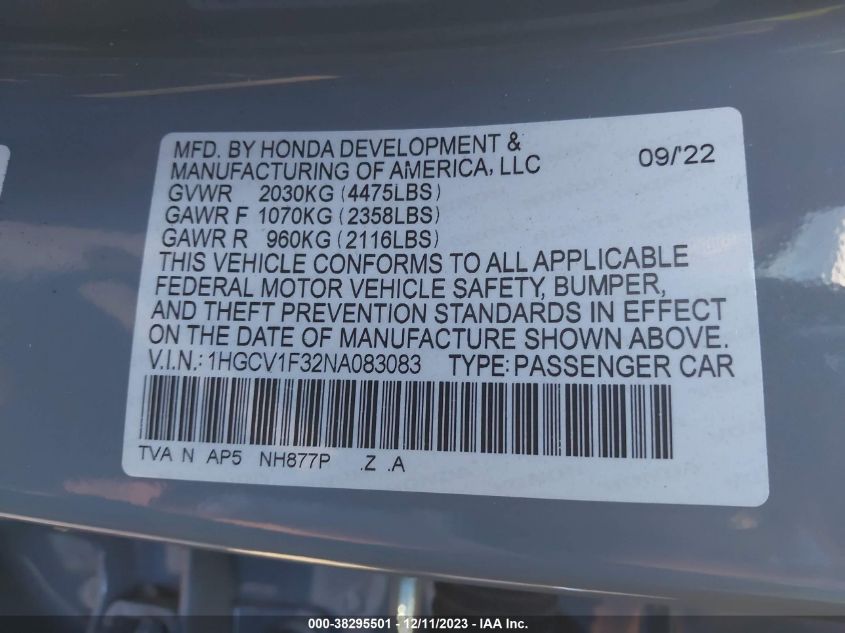 MFD. BY HONDA DEVELOPMENT &
MANUFACTURING OF AMERICA, LLC 09/'22
GVWR 2030KG (4475LBS)
GAWR F 1070KG (2358LBS)
GAWR R 960KG (2116LBS)
THIS VEHICLE CONFORMS TO ALL APPLICABLE
FEDERAL MOTOR VEHICLE SAFETY, BUMPER,
AND THEFT PREVENTION STANDARDS IN EFFECT
ON THE DATE OF MANUFACTURE SHOWN ABOVE.
V.I.N.: 1HGCV1F32NA083083 TYPE: PASSENGER CAR
TVA N AP5 NH877P .Z .A
000-38295501 - 12/11/2023 - IAA Inc.